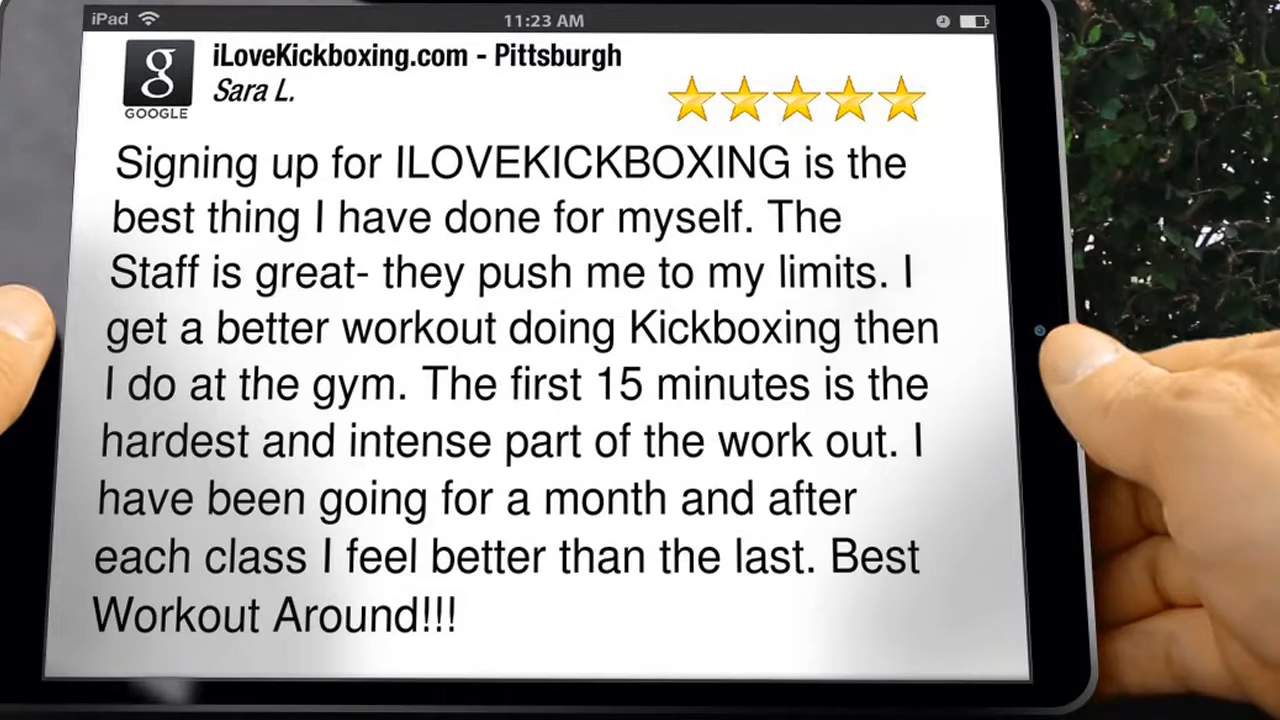 iPad 11:23 AM
g iLoveKickboxing.com - Pittsburgh
Sara L.
GOOGLE
Signing up for ILOVEKICKBOXING is the
best thing I have done for myself. The
Staff is great- they push me to my limits. I
get a better workout doing Kickboxing then
I do at the gym. The first 15 minutes is the
hardest and intense part of the work out. I
have been going for a month and after
each class I feel better than the last. Best
Workout Around!!!